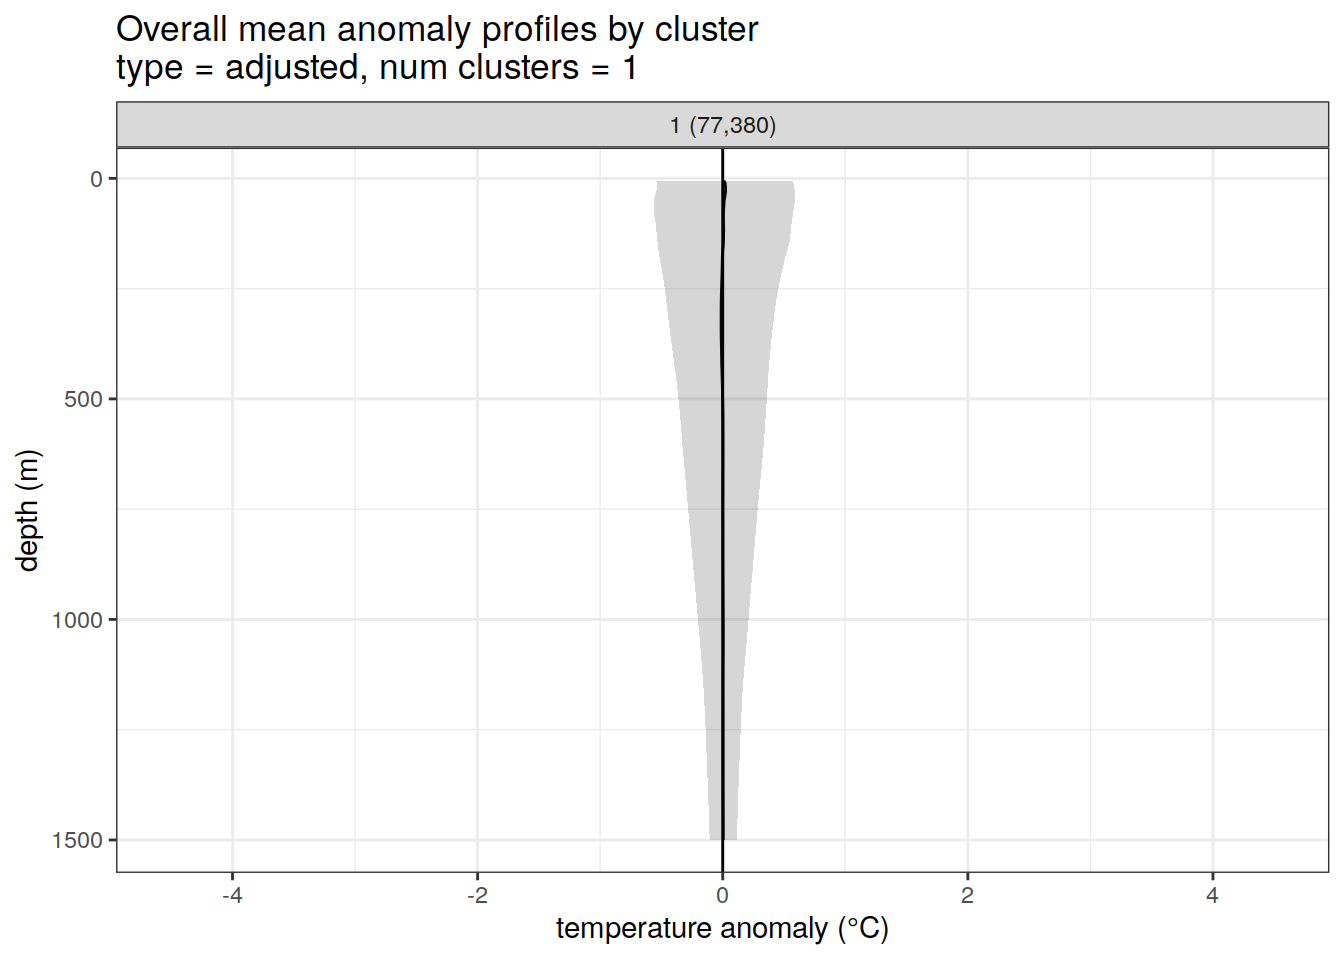 Overall mean anomaly profiles by cluster
type = adjusted, num clusters = 1
1 (77,380)
0
500
1000
1500
depth (m)
-4
-2
0
2
4
temperature anomaly (°C)